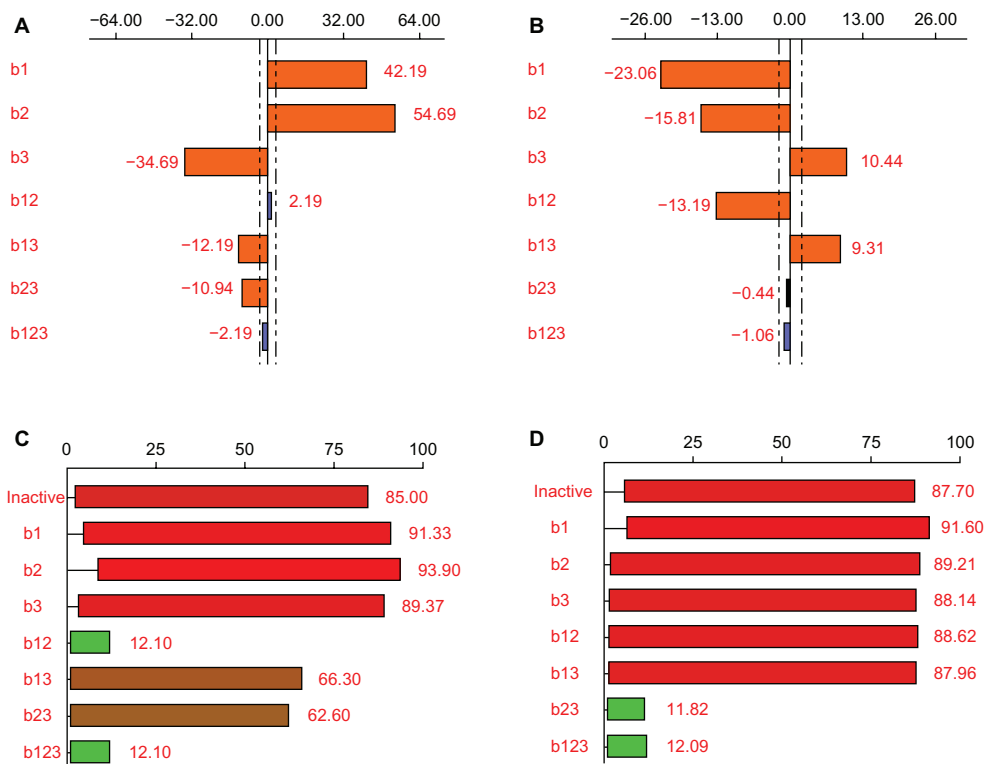 A
−64.00 −32.00 0.00 32.00 64.00
b1 42.19
b2 54.69
b3 −34.69
b12 2.19
b13 −12.19
b23 −10.94
b123 −2.19
B
−26.00 −13.00 0.00 13.00 26.00
b1 −23.06
b2 −15.81
b3 10.44
b12 −13.19
b13 9.31
b23 −0.44
b123 −1.06
C
0 25 50 75 100
Inactive 85.00
b1 91.33
b2 93.90
b3 89.37
b12 12.10
b13 66.30
b23 62.60
b123 12.10
D
0 25 50 75 100
Inactive 87.70
b1 91.60
b2 89.21
b3 88.14
b12 88.62
b13 87.96
b23 11.82
b123 12.09